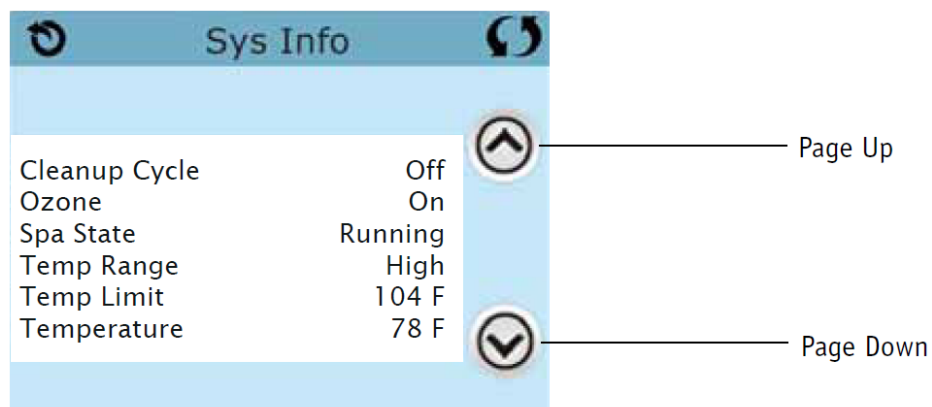 Sys Info
Cleanup Cycle Off
Ozone On
Spa State Running
Temp Range High
Temp Limit 104 F
Temperature 78 F
Page Up
Page Down